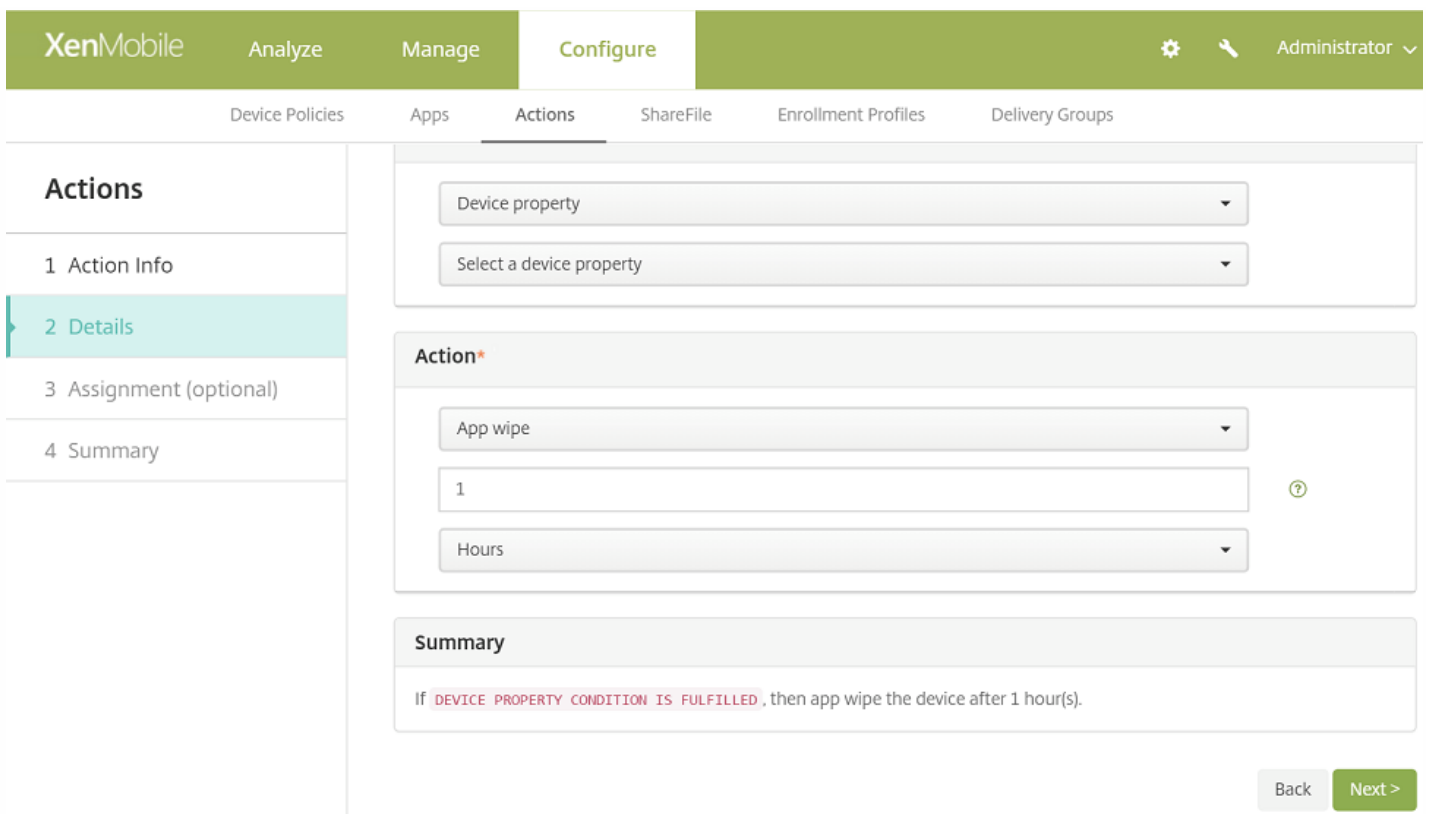 XenMobile Analyze Manage Configure Administrator
Device Policies Apps Actions ShareFile Enrollment Profiles Delivery Groups
Actions
1 Action Info
2 Details
3 Assignment (optional)
4 Summary
Device property
Select a device property
Action*
App wipe
1
?
Hours
Summary
If DEVICE PROPERTY CONDITION IS FULFILLED, then app wipe the device after 1 hour(s).
Back Next >